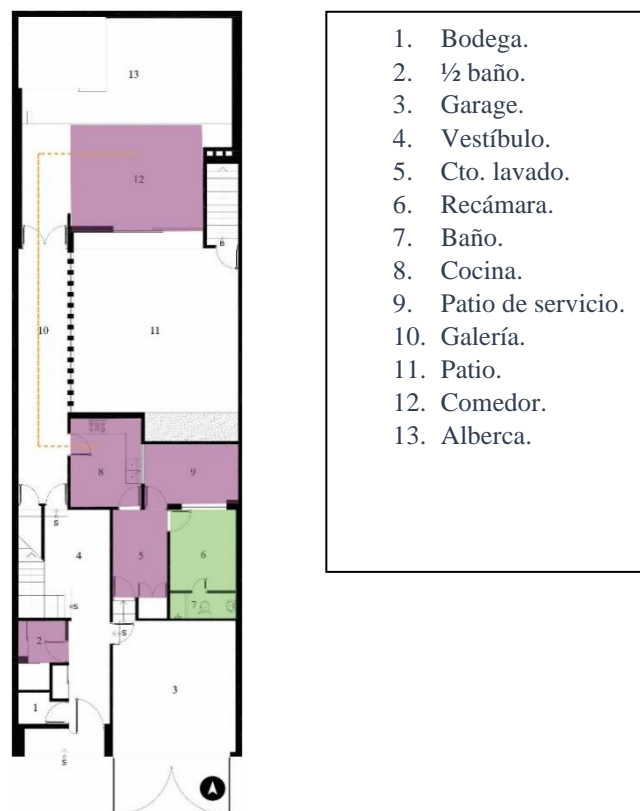 13
12
B
10
11
8
9
S
4
5
6
S
7
S
2
3
1
S
1. Bodega.
2. ½ baño.
3. Garage.
4. Vestíbulo.
5. Cto. lavado.
6. Recámara.
7. Baño.
8. Cocina.
9. Patio de servicio.
10. Galería.
11. Patio.
12. Comedor.
13. Alberca.